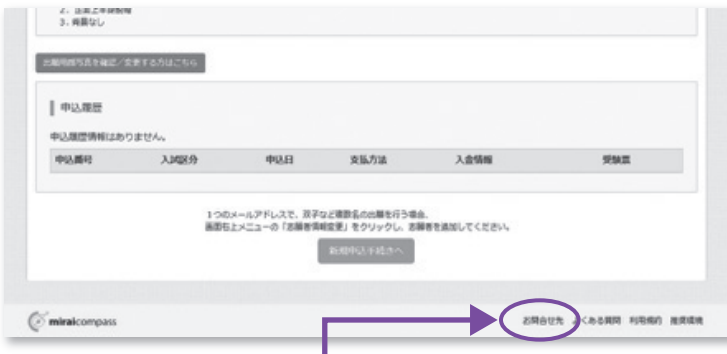 3. 背景なし
出願用顔写真を確認/変更する方はこちら
申込履歴
申込履歴情報はありません。
申込番号 入試区分 申込日 支払方法 入金情報 受験票
1つのメールアドレスで、双子など複数名の出願を行う場合、
画面右上メニューの「志願者情報変更」をクリックし、志願者を追加してください。
新規申込手続きへ
miraicompass
お問合せ先 よくある質問 利用規約 推奨環境